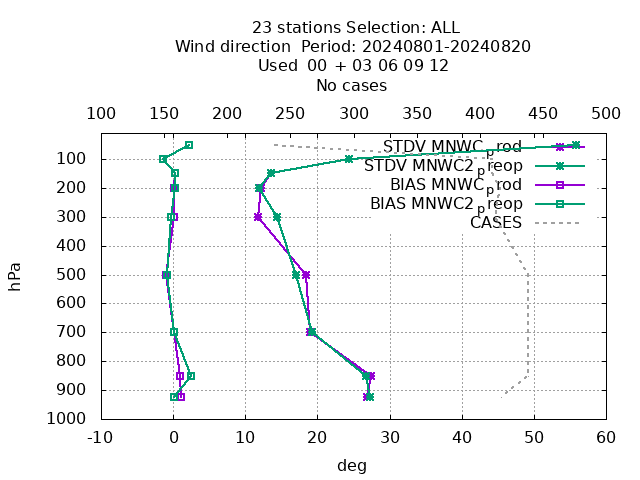 23 stations Selection: ALL
Wind direction  Period: 20240801-20240820
Used  00 + 03 06 09 12
No cases
100 150 200 250 300 350 400 450 500
STDV MNWC_prod
STDV MNWC2_preop
BIAS MNWC_prod
BIAS MNWC2_preop
CASES
hPa
100
200
300
400
500
600
700
800
900
1000
-10 0 10 20 30 40 50 60
deg